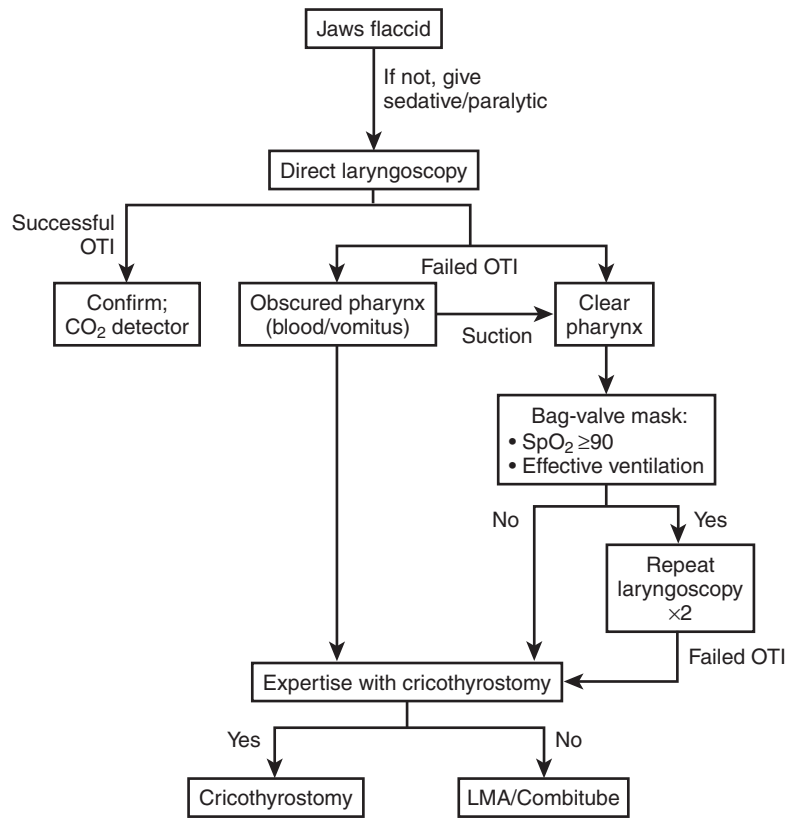 Jaws flaccid
If not, give
sedative/paralytic
Direct laryngoscopy
Successful
OTI
Failed OTI
Confirm;
CO₂ detector
Obscured pharynx
(blood/vomitus)
Suction
Clear
pharynx
Bag-valve mask:
• SpO₂ ≥90
• Effective ventilation
No
Yes
Repeat
laryngoscopy
×2
Failed OTI
Expertise with cricothyrostomy
Yes
No
Cricothyrostomy
LMA/Combitube